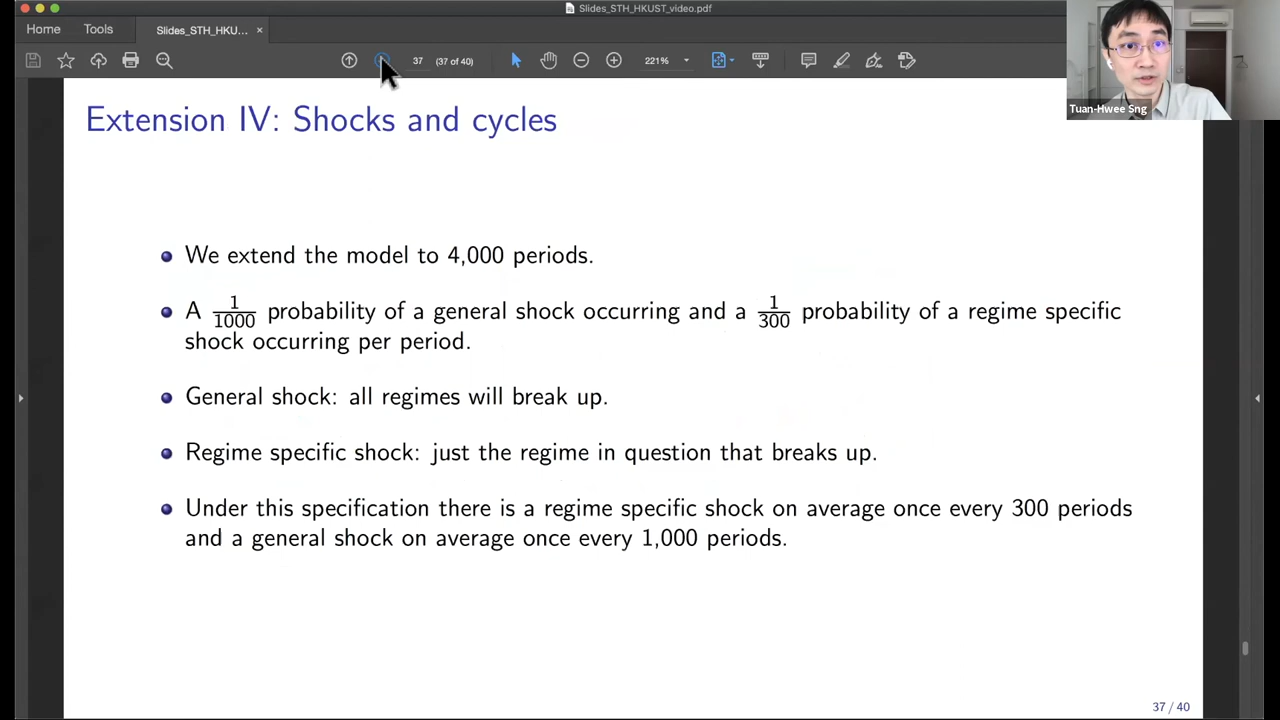 Slides_STH_HKUST_video.pdf
Home
Tools
Slides_STH_HKU...
×
37
(37 of 40)
221%
Tuan-Hwee Sng
Extension IV: Shocks and cycles
We extend the model to 4,000 periods.
A 1/1000 probability of a general shock occurring and a 1/300 probability of a regime specific
shock occurring per period.
General shock: all regimes will break up.
Regime specific shock: just the regime in question that breaks up.
Under this specification there is a regime specific shock on average once every 300 periods
and a general shock on average once every 1,000 periods.
37 / 40